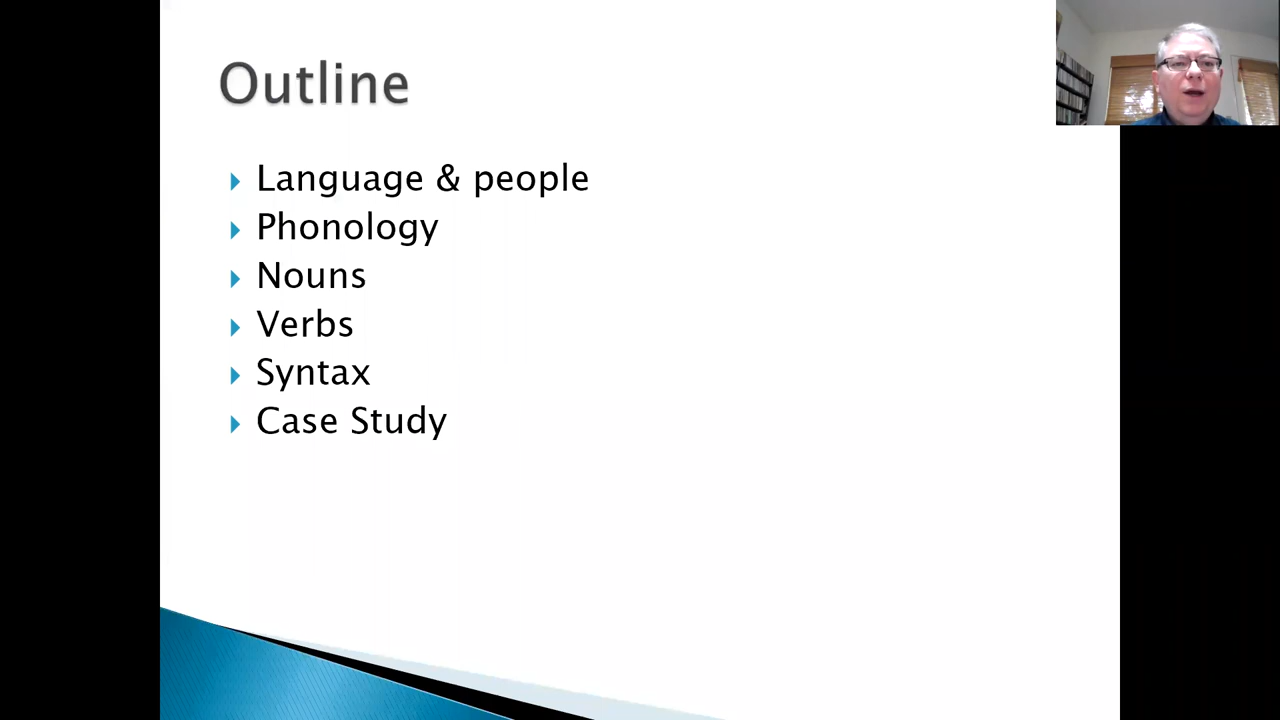 Outline
Language & people
Phonology
Nouns
Verbs
Syntax
Case Study